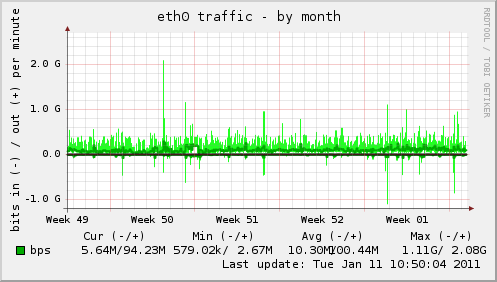 eth0 traffic - by month
RRDTOOL / TOBI OETIKER
bits in (-) / out (+) per minute
2.0 G
1.0 G
0.0
-1.0 G
Week 49 Week 50 Week 51 Week 52 Week 01
Cur (-/+) Min (-/+) Avg (-/+) Max (-/+)
bps 5.64M/94.23M 579.02k/ 2.67M 10.30M/100.44M 1.11G/ 2.08G
Last update: Tue Jan 11 10:50:04 2011